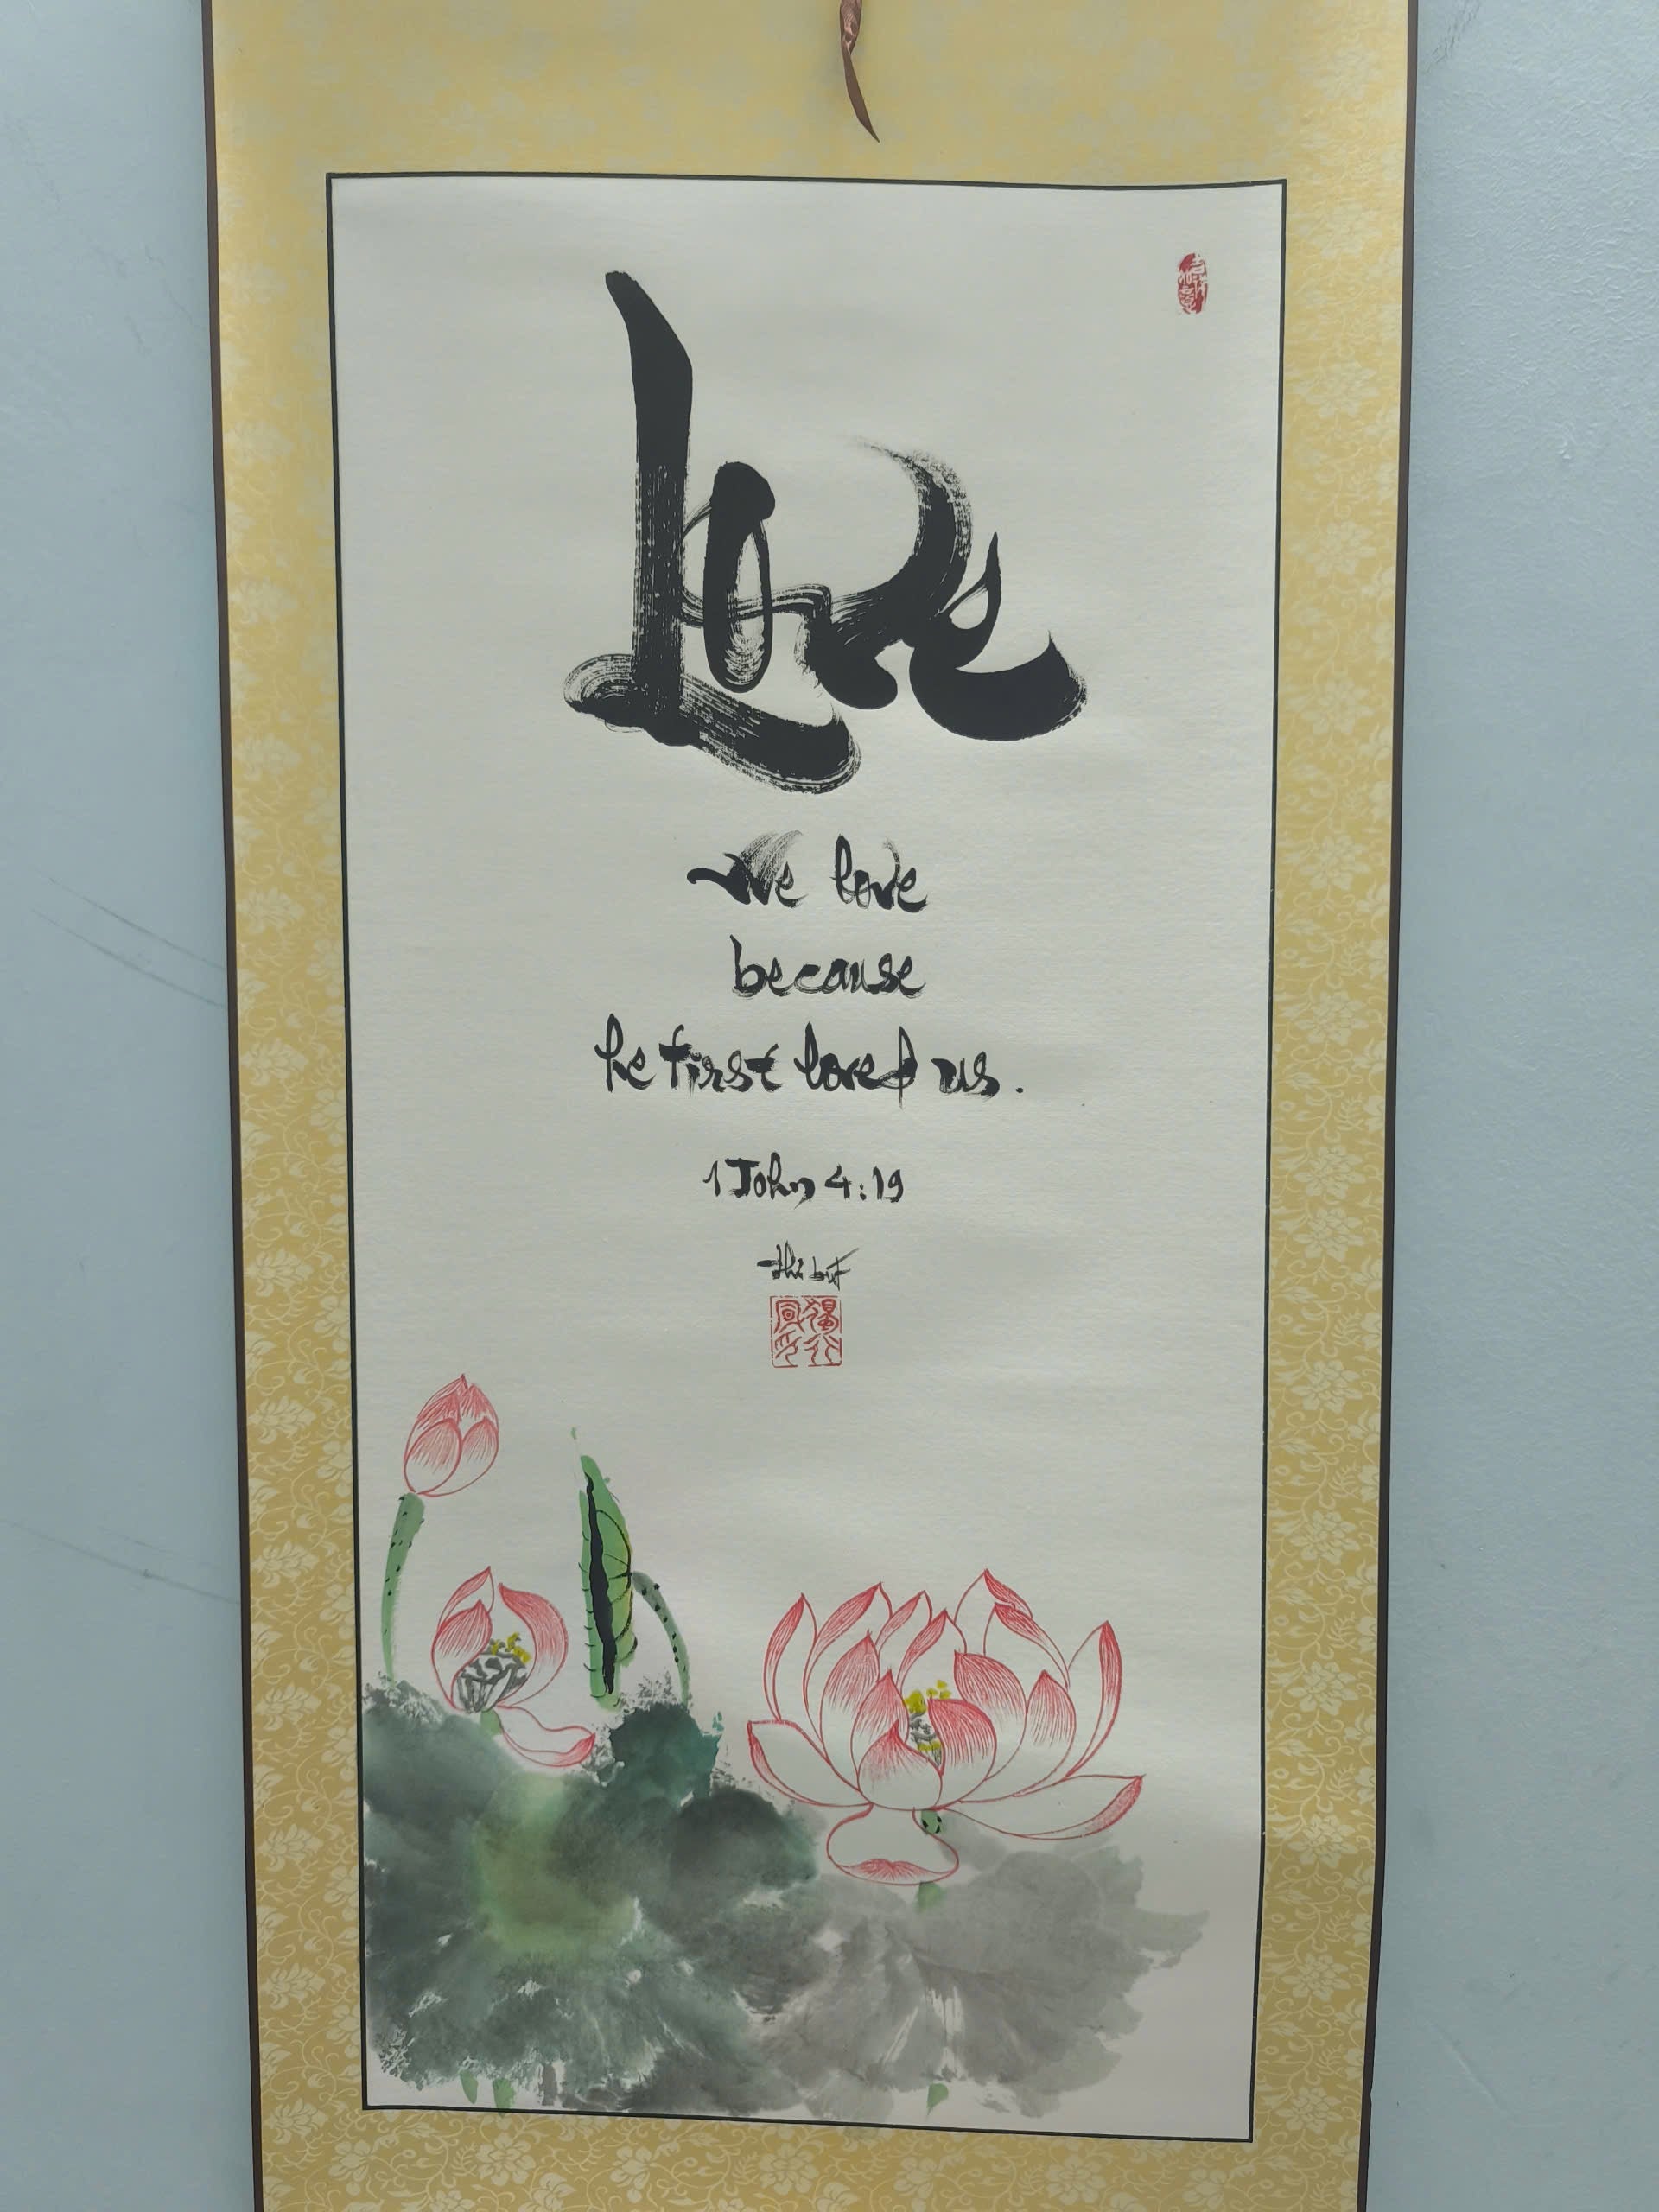 Love
We love
because
he first loved us.
1 John 4:19